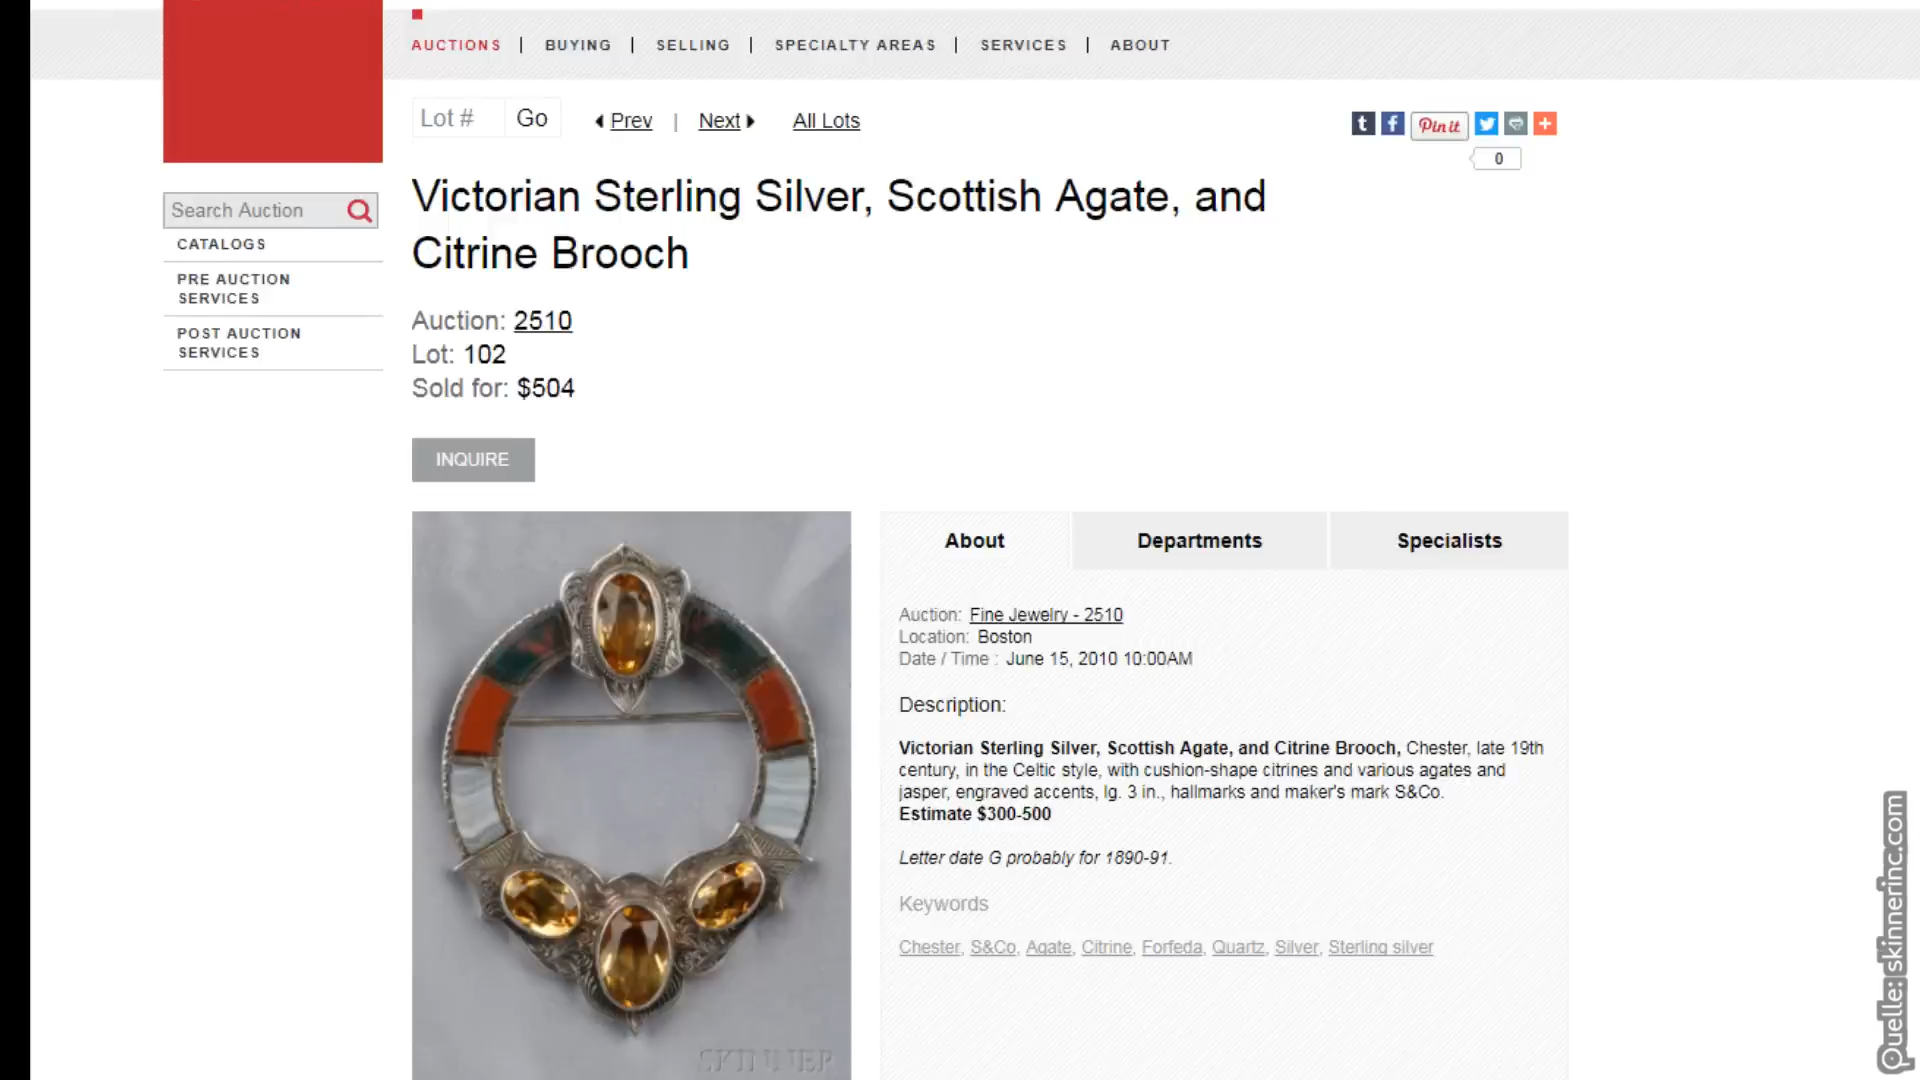 AUCTIONS | BUYING | SELLING | SPECIALTY AREAS | SERVICES | ABOUT
Lot # Go Prev | Next All Lots
t f Pin it +
0
Search Auction
CATALOGS
PRE AUCTION
SERVICES
POST AUCTION
SERVICES
Victorian Sterling Silver, Scottish Agate, and
Citrine Brooch
Auction: 2510
Lot: 102
Sold for: $504
INQUIRE
About Departments Specialists
Auction: Fine Jewelry - 2510
Location: Boston
Date / Time : June 15, 2010 10:00AM
Description:
Victorian Sterling Silver, Scottish Agate, and Citrine Brooch, Chester, late 19th
century, in the Celtic style, with cushion-shape citrines and various agates and
jasper, engraved accents, lg. 3 in., hallmarks and maker's mark S&Co.
Estimate $300-500
Letter date G probably for 1890-91.
Keywords
Chester, S&Co, Agate, Citrine, Forfeda, Quartz, Silver, Sterling silver
SKINNER
Quelle: skinnerinc.com